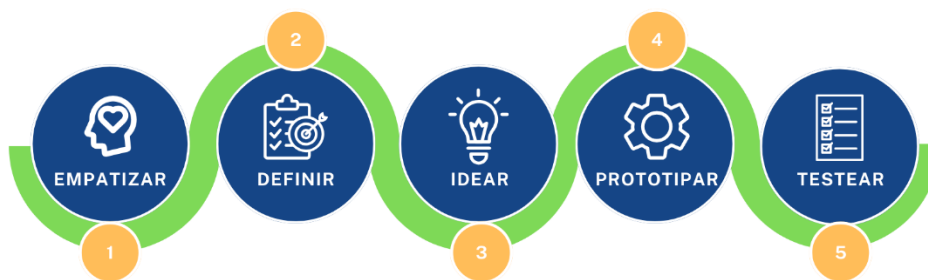 1
EMPATIZAR
2
DEFINIR
3
IDEAR
4
PROTOTIPAR
5
TESTEAR